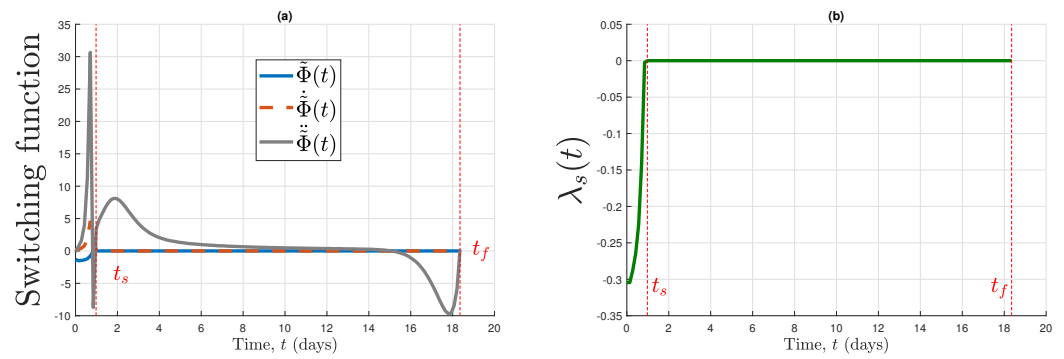 (a)
Switching function
35
30
25
20
15
10
5
0
-5
-10
0 2 4 6 8 10 12 14 16 18 20
Time, t (days)
Φ̃(t)
Φ̃̇(t)
Φ̃̈(t)
t_s
t_f
(b)
λ_s(t)
0.05
0
-0.05
-0.1
-0.15
-0.2
-0.25
-0.3
-0.35
0 2 4 6 8 10 12 14 16 18 20
Time, t (days)
t_s
t_f